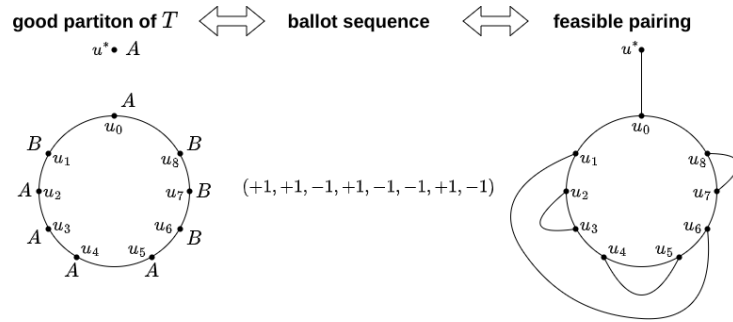 good partiton of T
ballot sequence
feasible pairing
u* A
A
u0
B
u1
B
u8
A u2
u7 B
A u3
u6 B
u4
A
u5
A
(+1, +1, −1, +1, −1, −1, +1, −1)
u*
u0
u1
u8
u2
u7
u3
u6
u4
u5